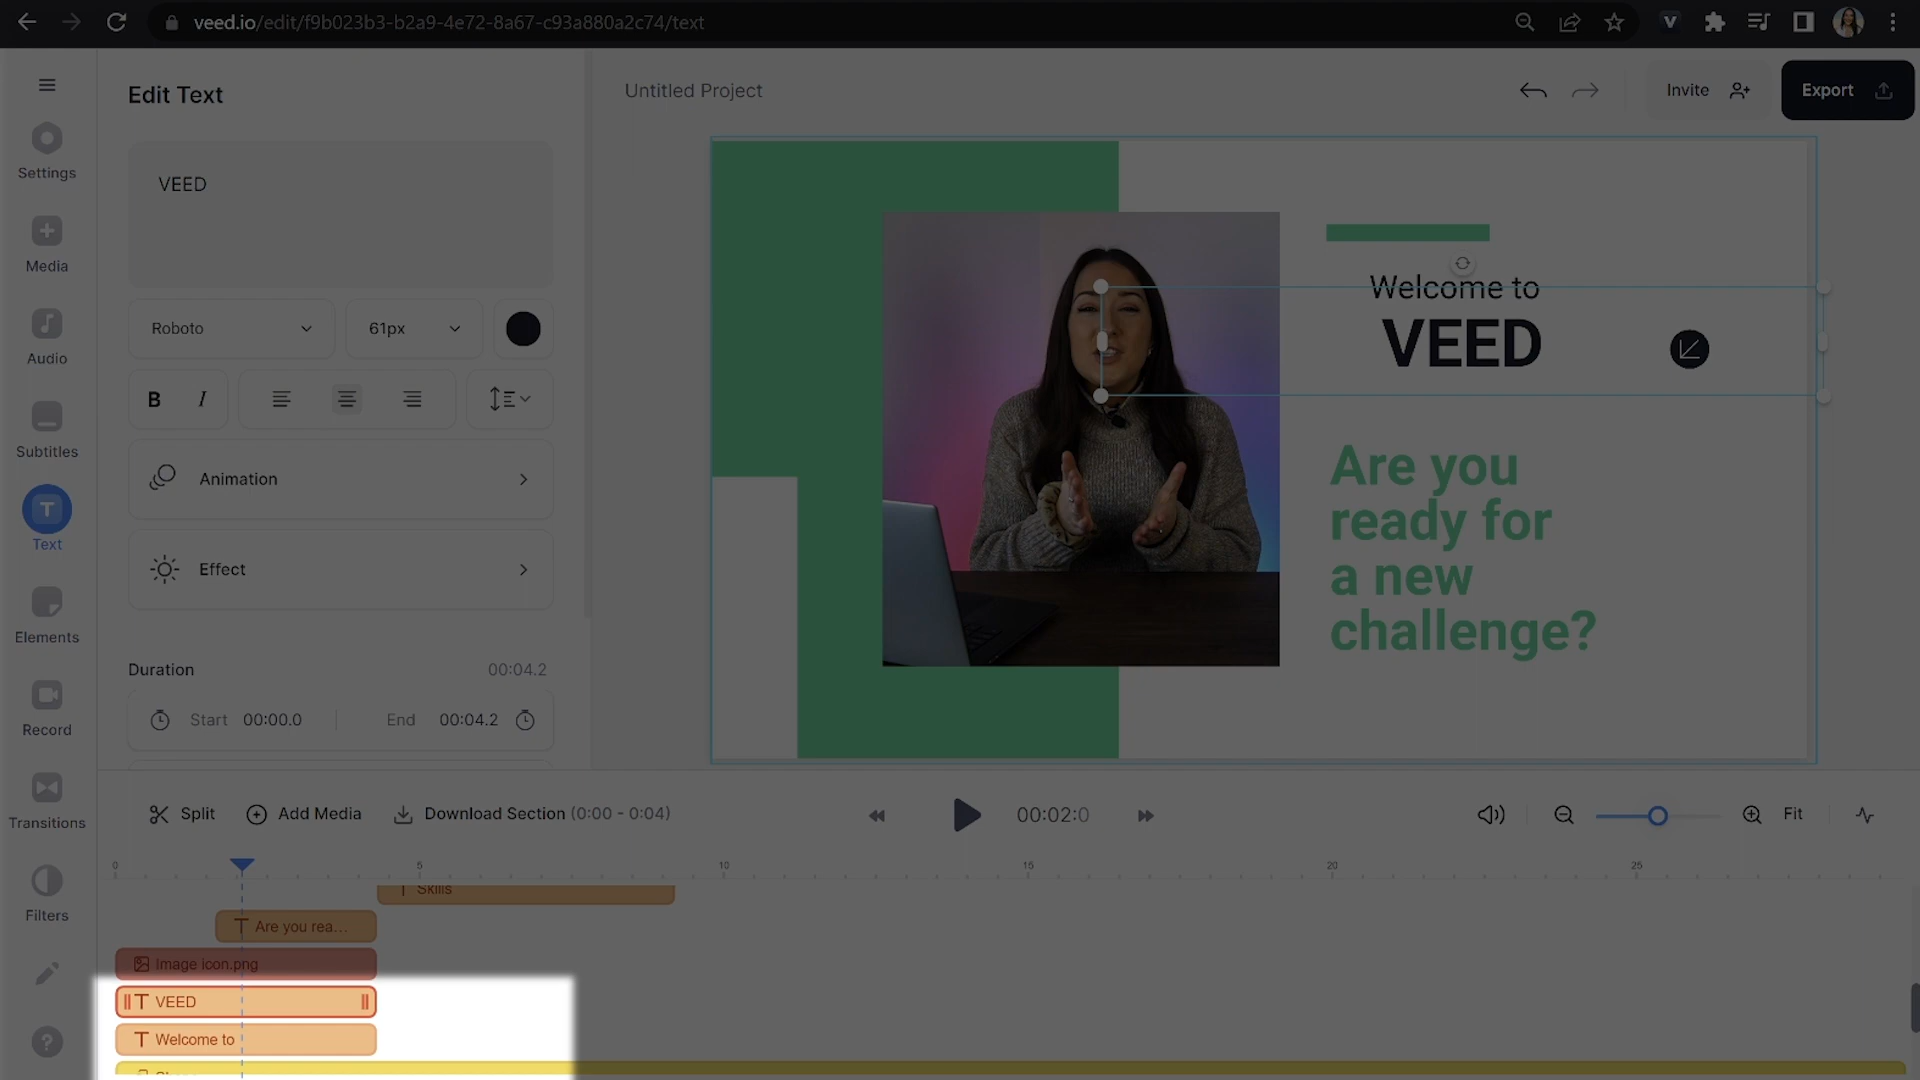 veed.io/edit/f9b023b3-b2a9-4e72-8a67-c93a880a2c74/text
Edit Text
Untitled Project
Invite
Export
Settings
VEED
Media
Welcome to
VEED
Roboto
61px
Audio
B I
Subtitles
Animation
Are you
ready for
a new
challenge?
Text
Effect
Elements
Duration
00:04.2
Start 00:00.0
End 00:04.2
Record
Split
Add Media
Download Section (0:00 - 0:04)
00:02:0
Fit
Transitions
0 5 10 15 20 25
Skills
Filters
T Are you rea...
Image icon.png
T VEED
T Welcome to
?